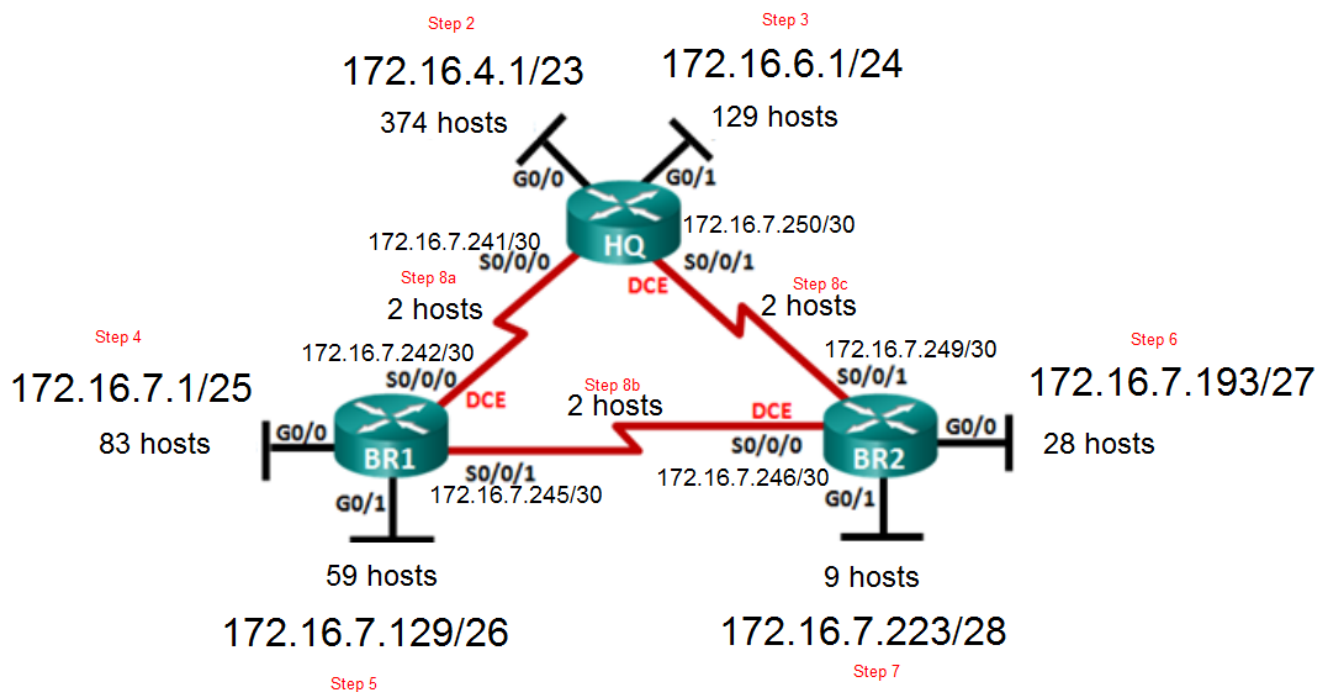 Step 2
Step 3
172.16.4.1/23
172.16.6.1/24
374 hosts
129 hosts
G0/0
G0/1
172.16.7.241/30
HQ
172.16.7.250/30
S0/0/0
S0/0/1
Step 8a
DCE
Step 8c
2 hosts
2 hosts
Step 4
172.16.7.242/30
172.16.7.249/30
Step 6
172.16.7.1/25
S0/0/0
Step 8b
S0/0/1
172.16.7.193/27
DCE
2 hosts
DCE
83 hosts
G0/0
G0/0
28 hosts
BR1
S0/0/0
BR2
S0/0/1
172.16.7.246/30
172.16.7.245/30
G0/1
G0/1
59 hosts
9 hosts
172.16.7.129/26
172.16.7.223/28
Step 5
Step 7